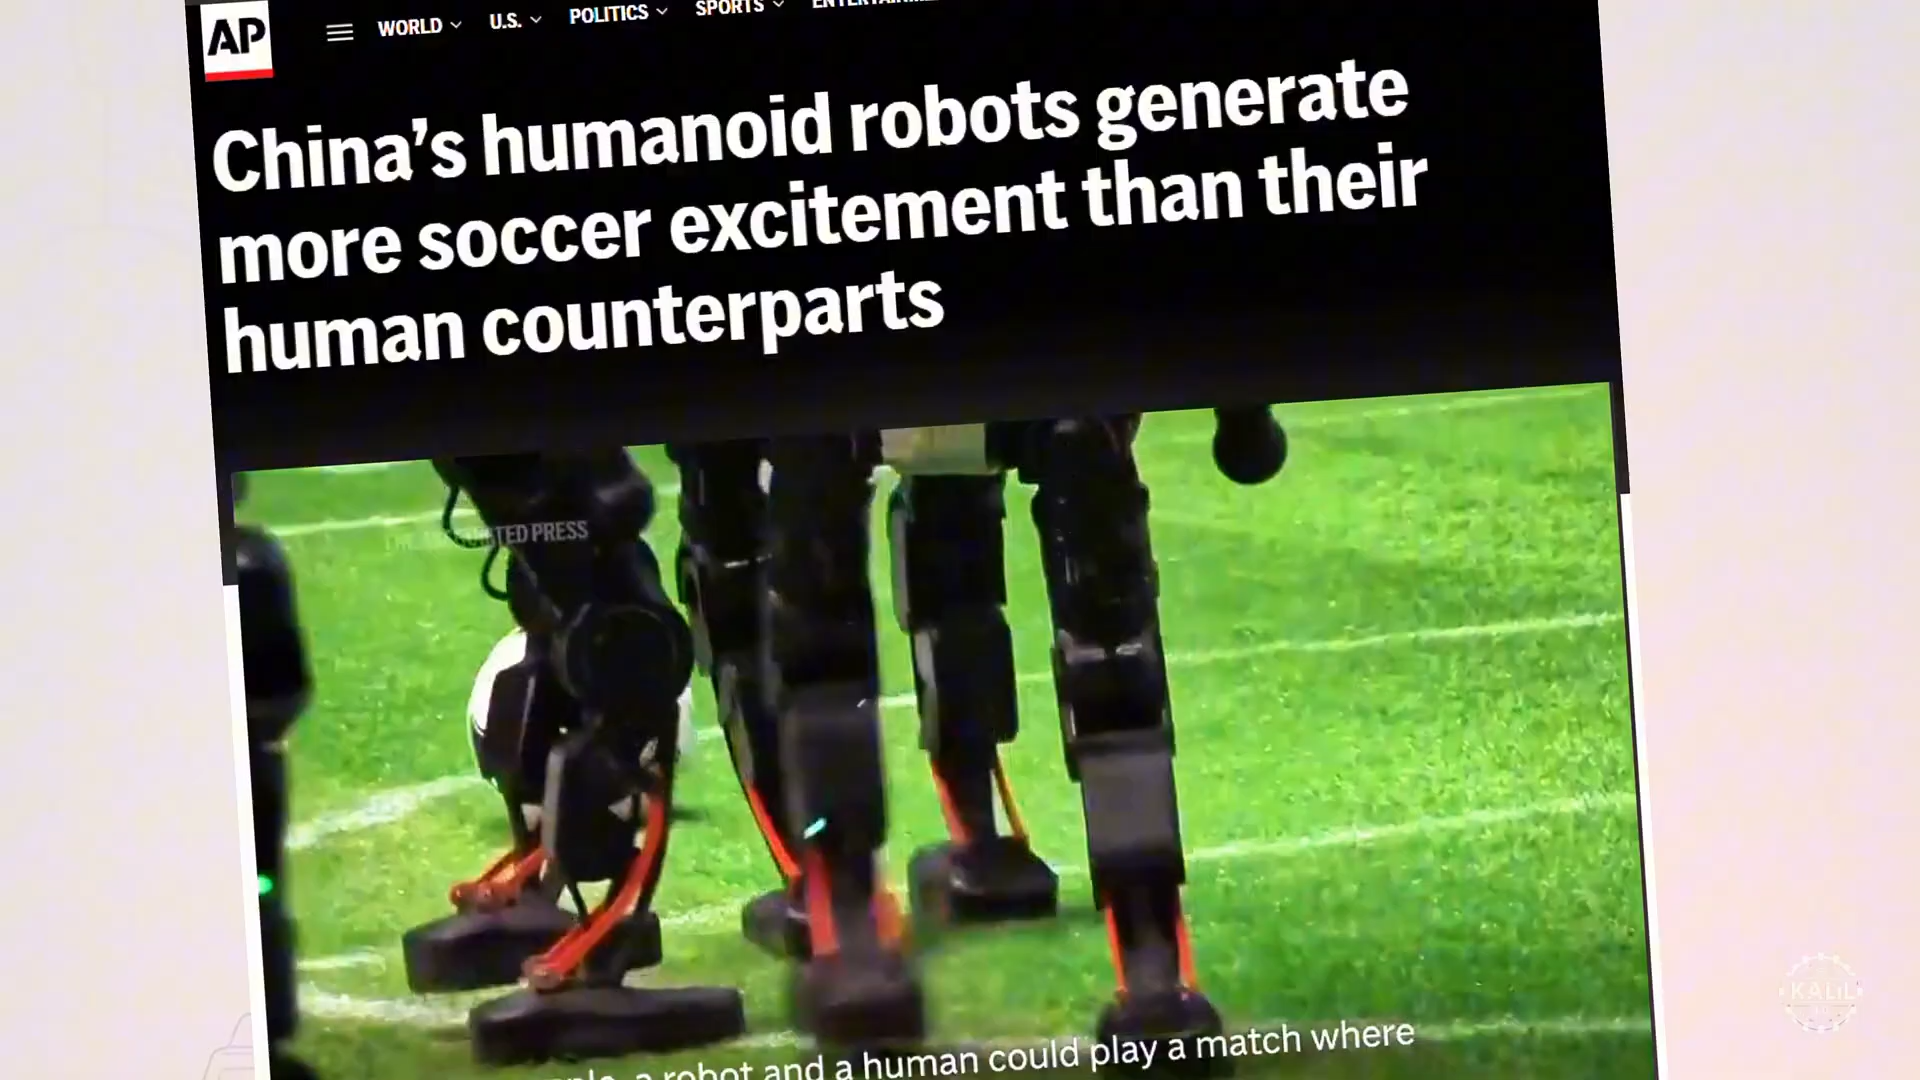 AP
WORLD U.S. POLITICS SPORTS
China's humanoid robots generate
more soccer excitement than their
human counterparts
PRESS
a robot and a human could play a match where
KALIL